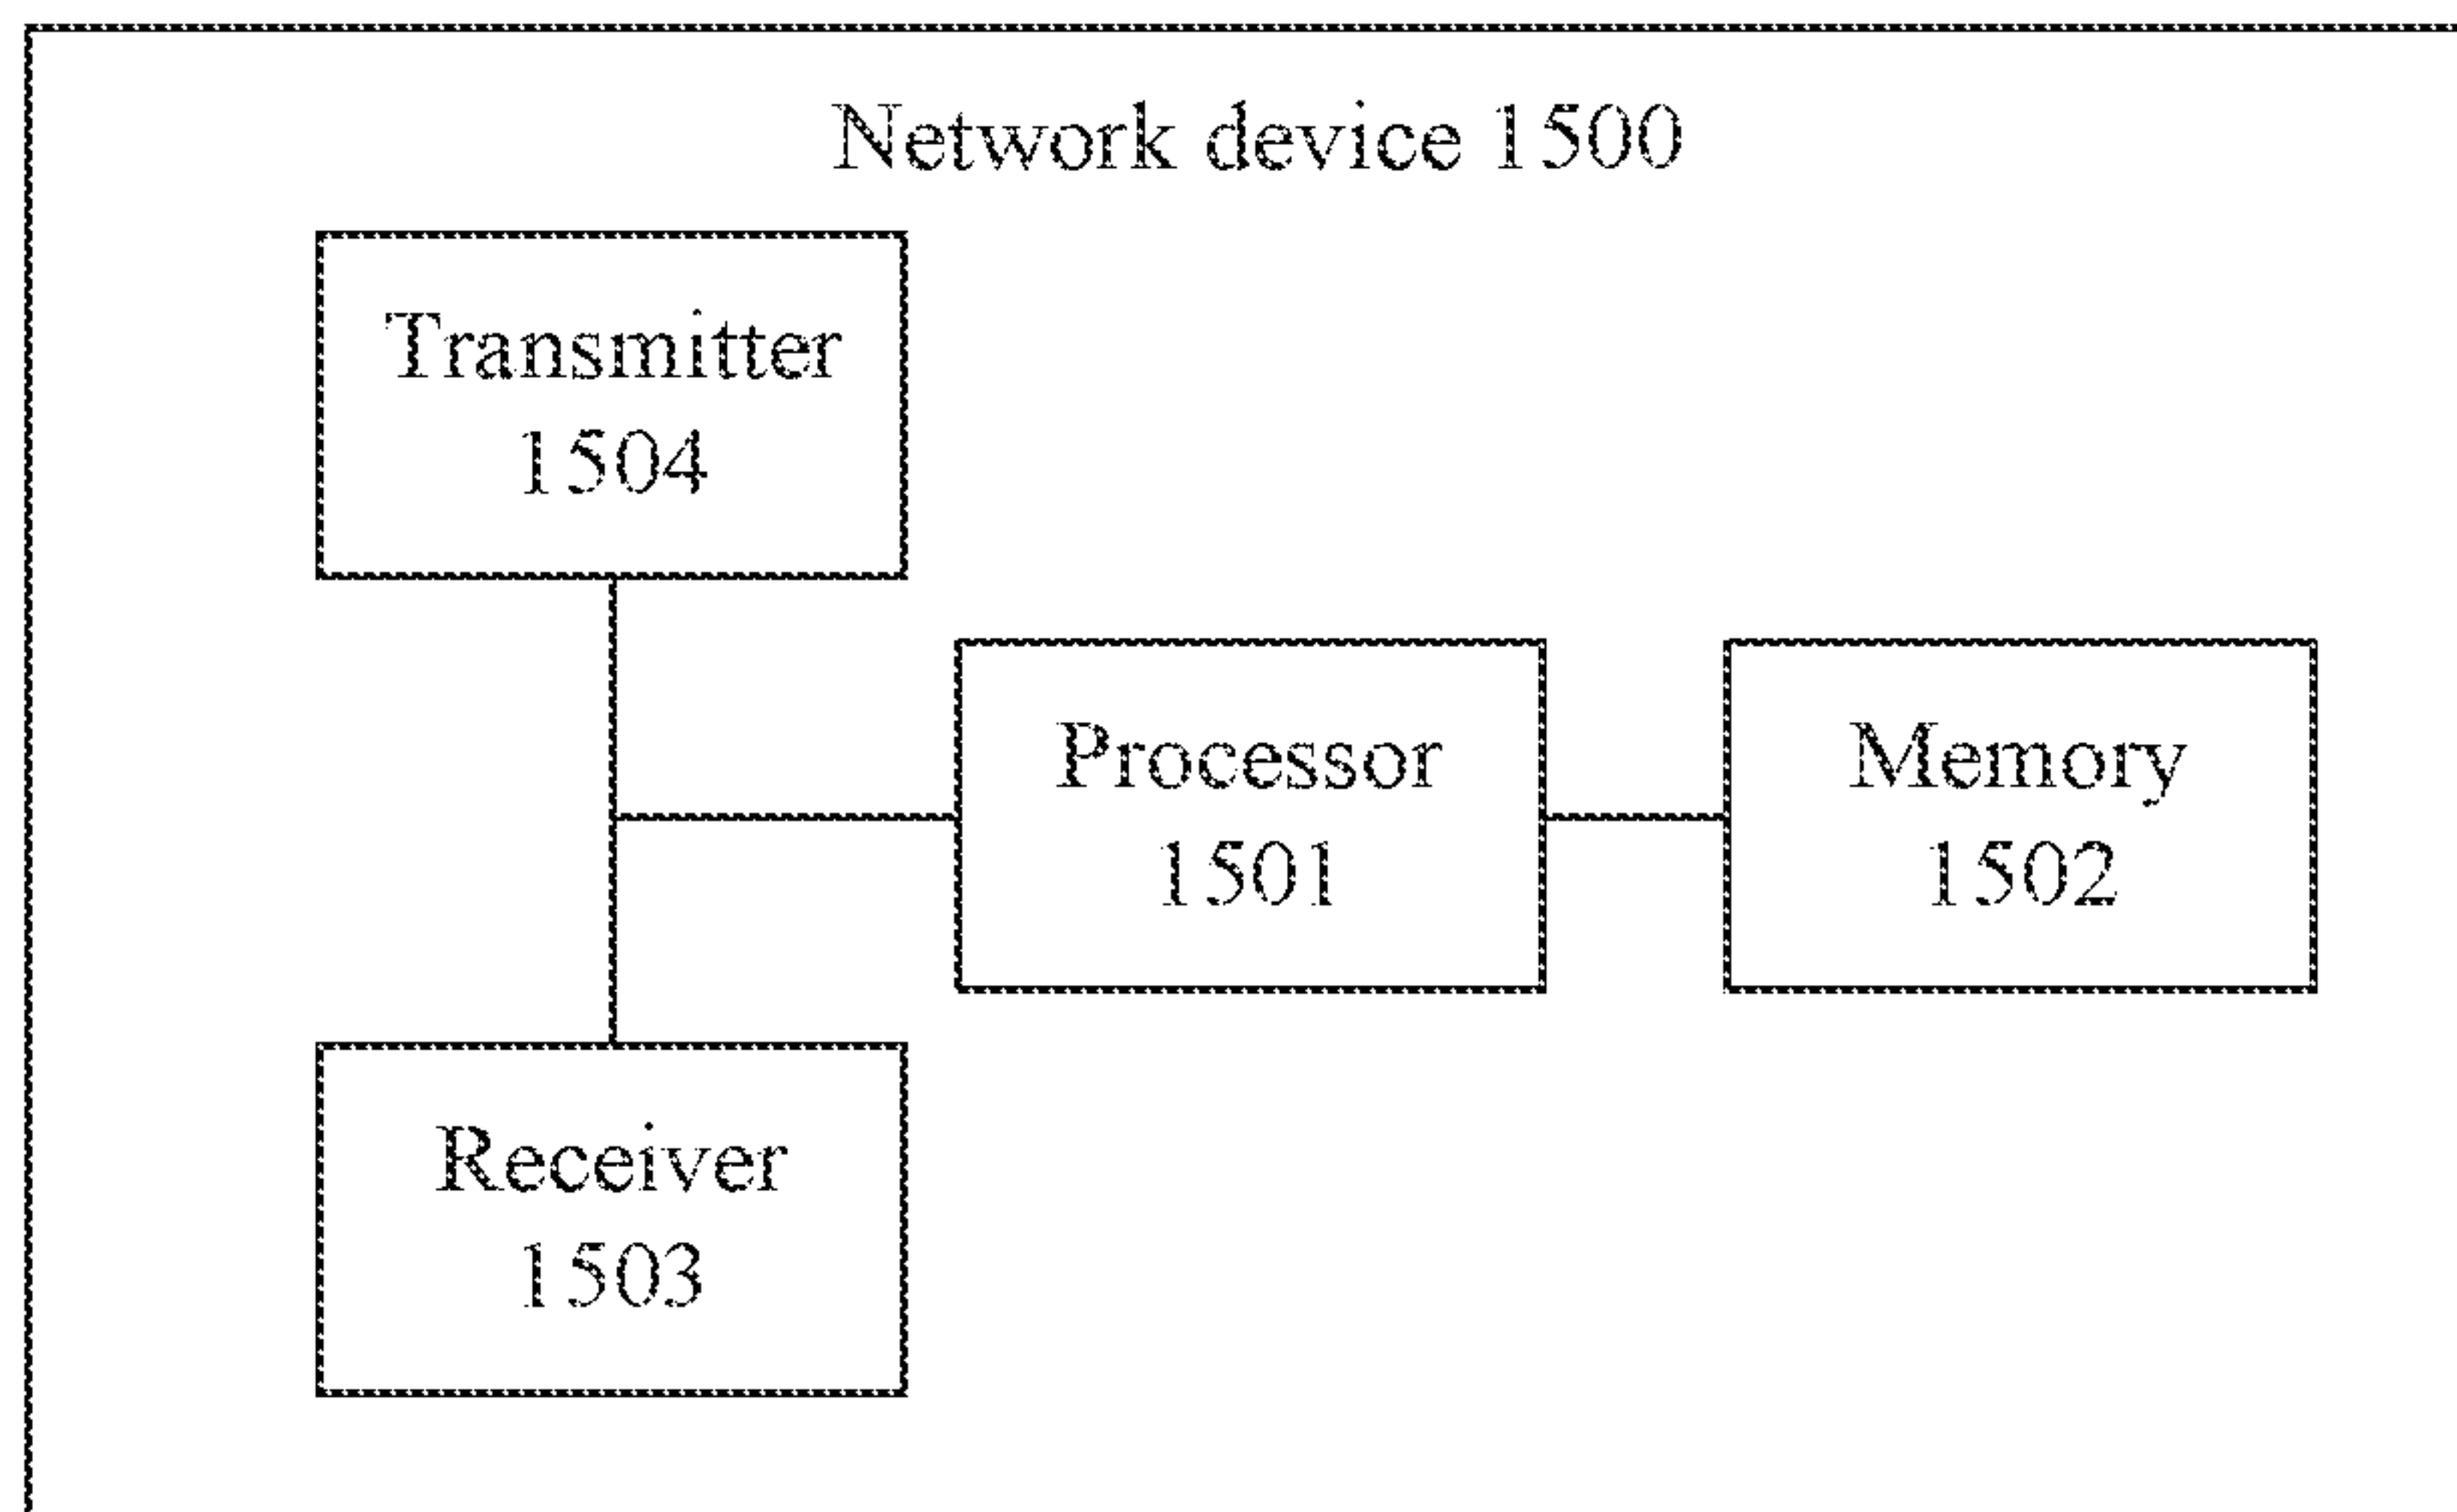 Network device 1500
Transmitter
1504
Processor
1501
Memory
1502
Receiver
1503